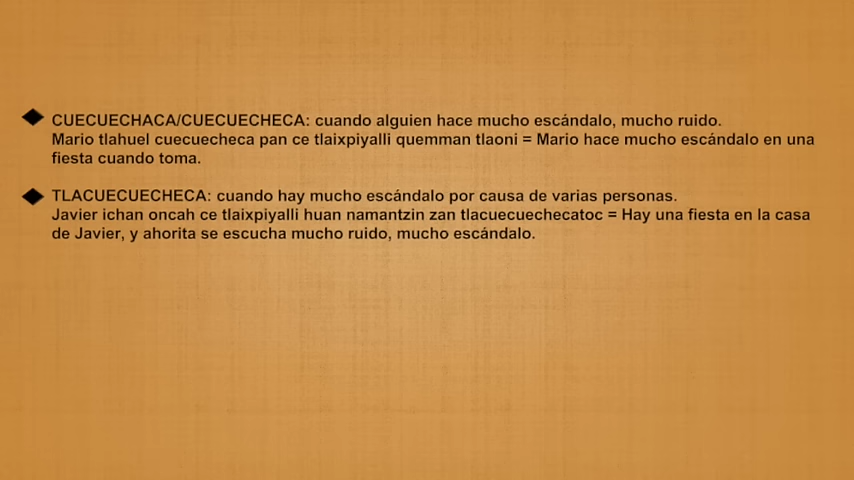 CUECUECHACA/CUECUECHECA: cuando alguien hace mucho escándalo, mucho ruido.
Mario tlahuel cuecuecheca pan ce tlaixpiyalli quemman tlaoni = Mario hace mucho escándalo en una
fiesta cuando toma.
TLACUECUECHECA: cuando hay mucho escándalo por causa de varias personas.
Javier ichan oncah ce tlaixpiyalli huan namantzin zan tlacuecuechecatoc = Hay una fiesta en la casa
de Javier, y ahorita se escucha mucho ruido, mucho escándalo.